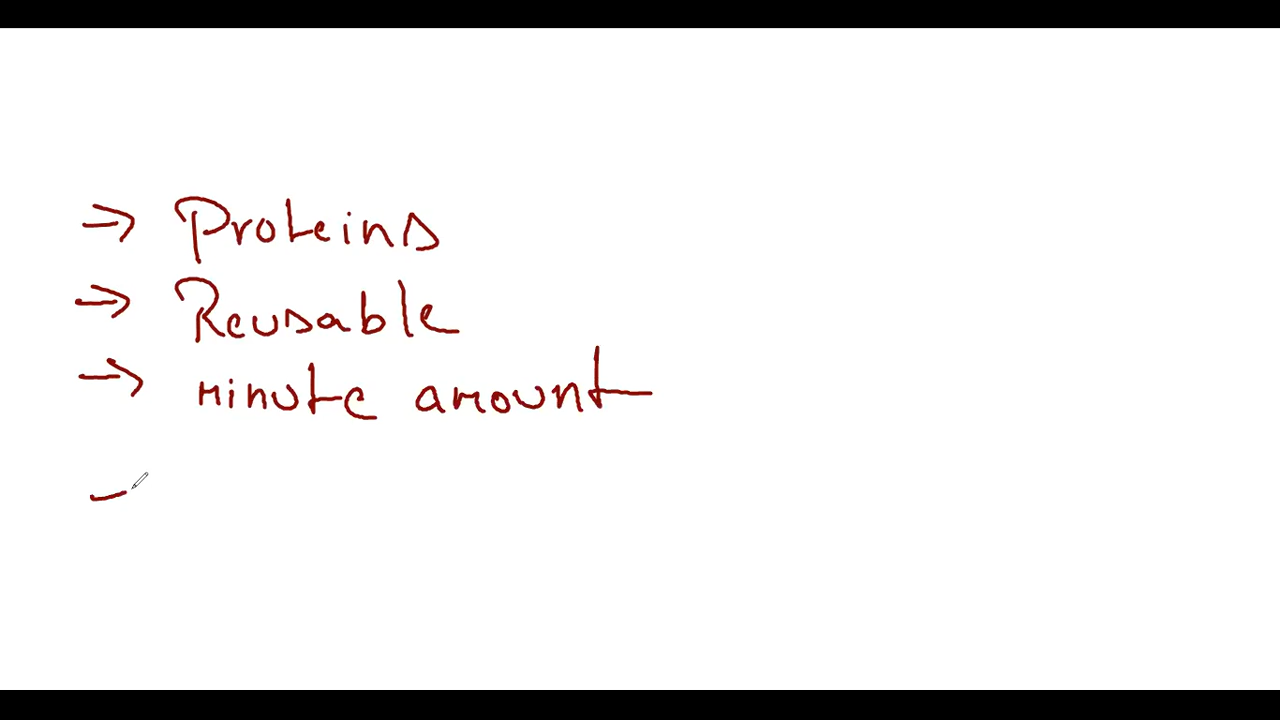 → Proteins
→ Reusable
→ minute amount